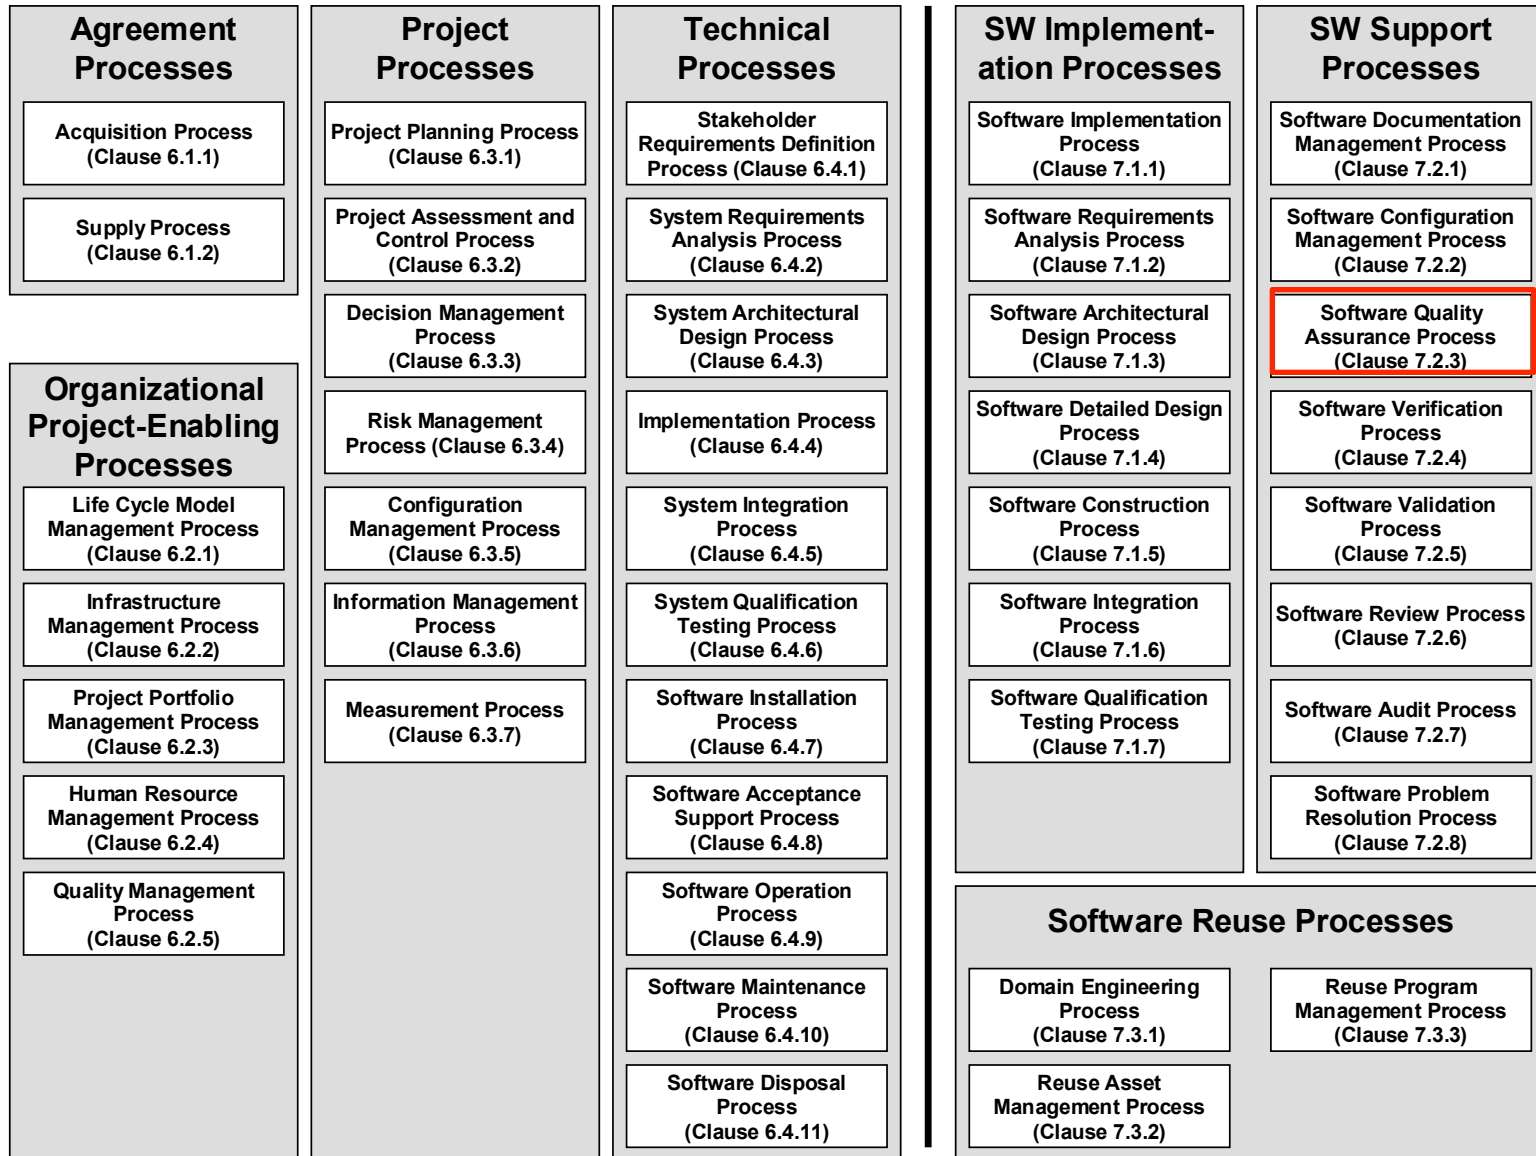 Agreement
Processes
Acquisition Process
(Clause 6.1.1)
Supply Process
(Clause 6.1.2)
Organizational
Project-Enabling
Processes
Life Cycle Model
Management Process
(Clause 6.2.1)
Infrastructure
Management Process
(Clause 6.2.2)
Project Portfolio
Management Process
(Clause 6.2.3)
Human Resource
Management Process
(Clause 6.2.4)
Quality Management
Process
(Clause 6.2.5)
Project
Processes
Project Planning Process
(Clause 6.3.1)
Project Assessment and
Control Process
(Clause 6.3.2)
Decision Management
Process
(Clause 6.3.3)
Risk Management
Process (Clause 6.3.4)
Configuration
Management Process
(Clause 6.3.5)
Information Management
Process
(Clause 6.3.6)
Measurement Process
(Clause 6.3.7)
Technical
Processes
Stakeholder
Requirements Definition
Process (Clause 6.4.1)
System Requirements
Analysis Process
(Clause 6.4.2)
System Architectural
Design Process
(Clause 6.4.3)
Implementation Process
(Clause 6.4.4)
System Integration
Process
(Clause 6.4.5)
System Qualification
Testing Process
(Clause 6.4.6)
Software Installation
Process
(Clause 6.4.7)
Software Acceptance
Support Process
(Clause 6.4.8)
Software Operation
Process
(Clause 6.4.9)
Software Maintenance
Process
(Clause 6.4.10)
Software Disposal
Process
(Clause 6.4.11)
SW Implement-
ation Processes
Software Implementation
Process
(Clause 7.1.1)
Software Requirements
Analysis Process
(Clause 7.1.2)
Software Architectural
Design Process
(Clause 7.1.3)
Software Detailed Design
Process
(Clause 7.1.4)
Software Construction
Process
(Clause 7.1.5)
Software Integration
Process
(Clause 7.1.6)
Software Qualification
Testing Process
(Clause 7.1.7)
SW Support
Processes
Software Documentation
Management Process
(Clause 7.2.1)
Software Configuration
Management Process
(Clause 7.2.2)
Software Quality
Assurance Process
(Clause 7.2.3)
Software Verification
Process
(Clause 7.2.4)
Software Validation
Process
(Clause 7.2.5)
Software Review Process
(Clause 7.2.6)
Software Audit Process
(Clause 7.2.7)
Software Problem
Resolution Process
(Clause 7.2.8)
Software Reuse Processes
Domain Engineering
Process
(Clause 7.3.1)
Reuse Asset
Management Process
(Clause 7.3.2)
Reuse Program
Management Process
(Clause 7.3.3)